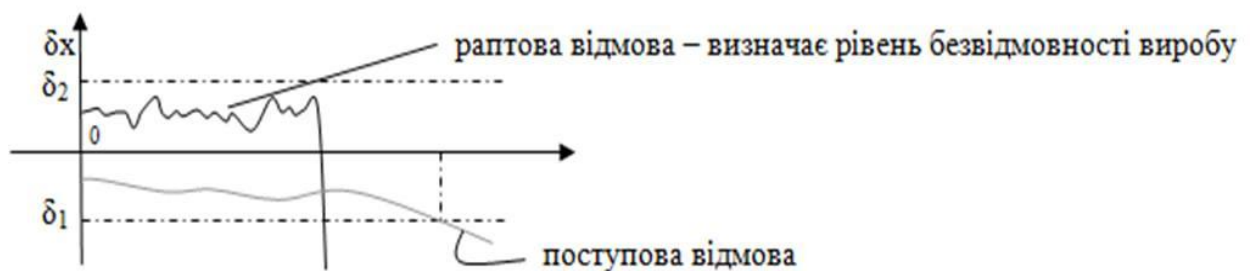 δx
раптова відмова – визначає рівень безвідмовності виробу
δ2
0
δ1
поступова відмова